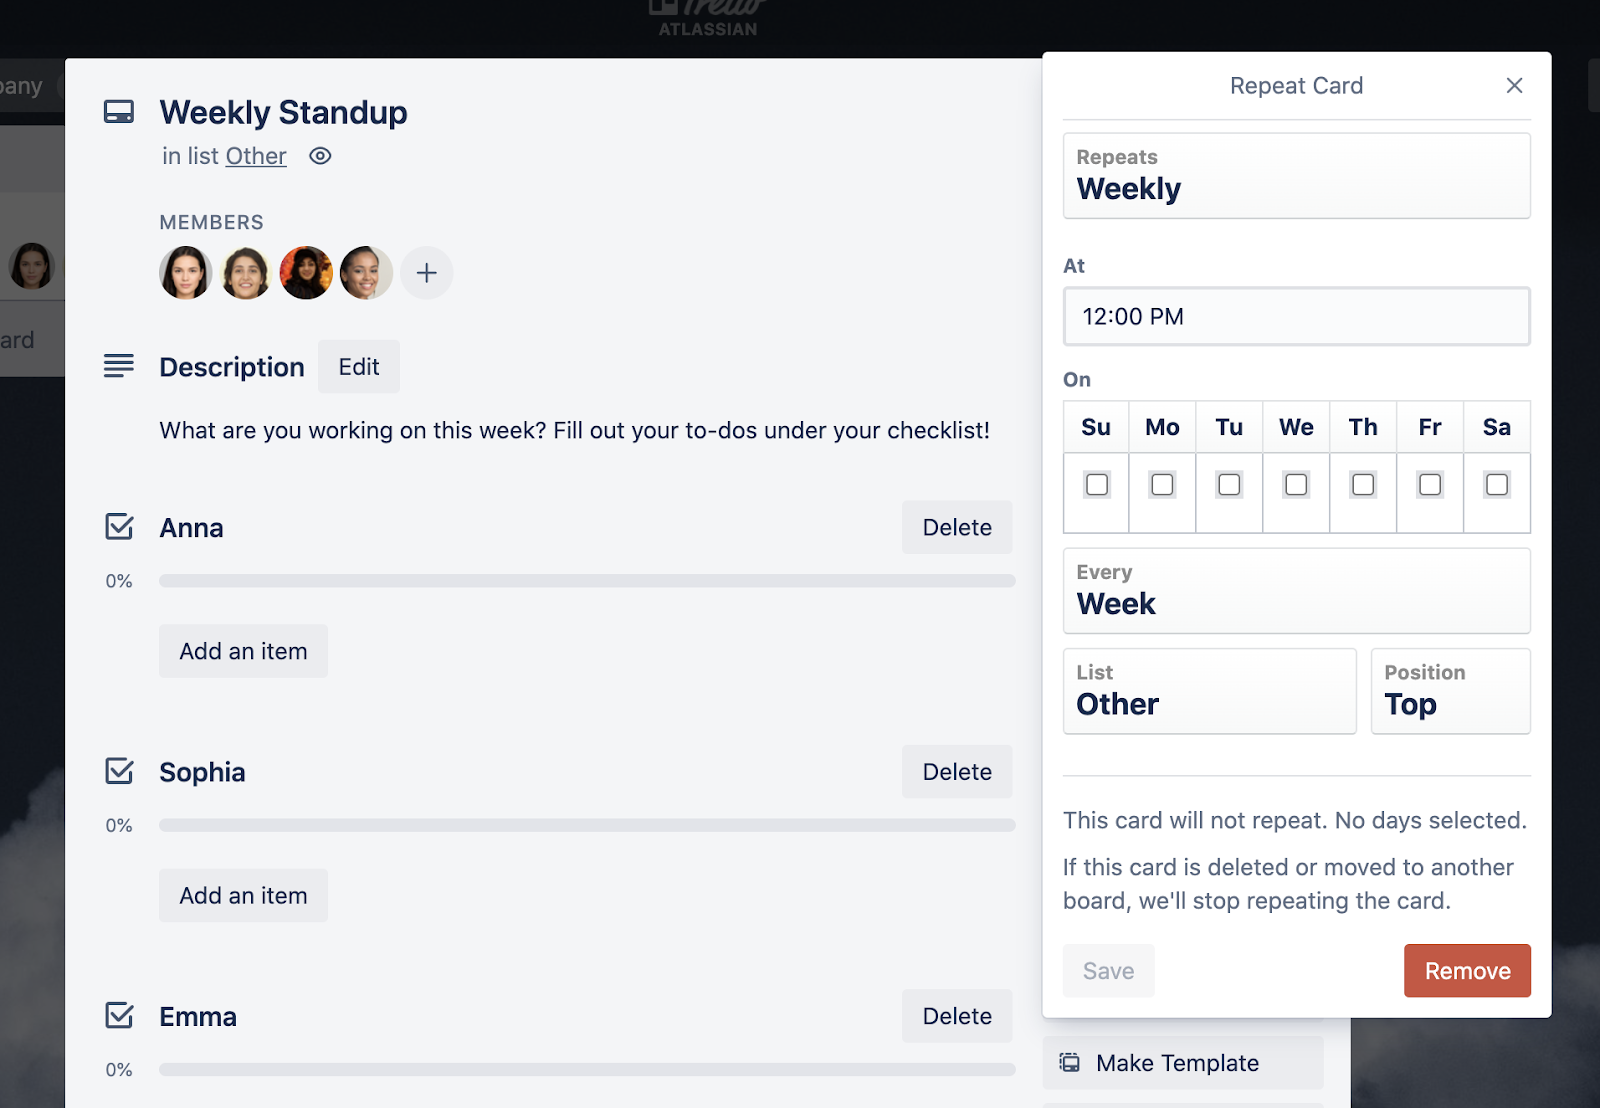 Trello
ATLASSIAN
Weekly Standup
in list Other
MEMBERS
Description
Edit
What are you working on this week? Fill out your to-dos under your checklist!
Anna
Delete
0%
Add an item
Sophia
Delete
0%
Add an item
Emma
Delete
0%
Repeat Card
Repeats
Weekly
At
12:00 PM
On
Su Mo Tu We Th Fr Sa
Every
Week
List
Other
Position
Top
This card will not repeat. No days selected.
If this card is deleted or moved to another
board, we'll stop repeating the card.
Save
Remove
Make Template